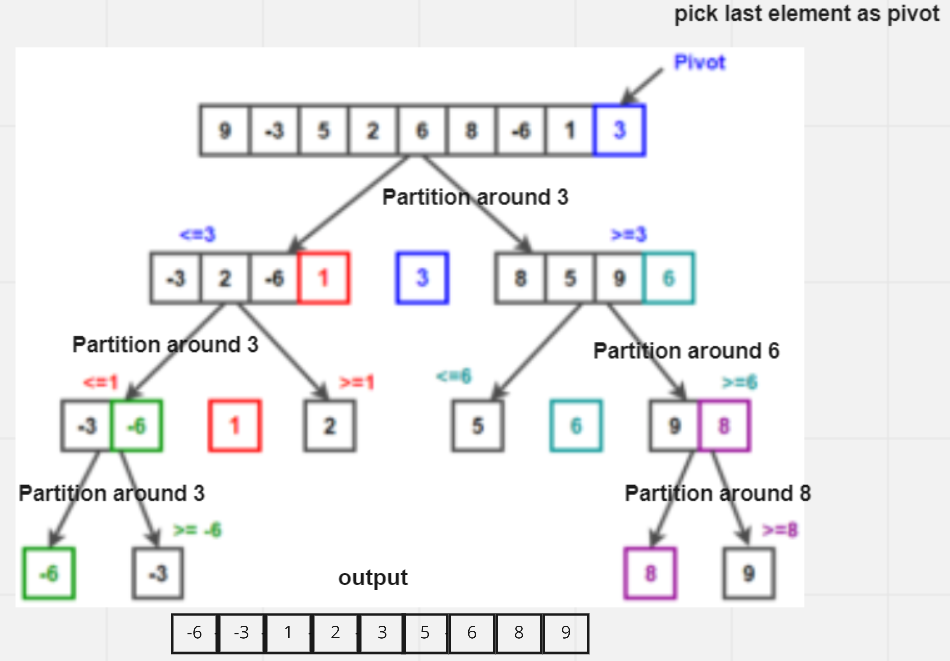 pick last element as pivot
Pivot
9 -3 5 2 6 8 -6 1 3
Partition around 3
<=3 >=3
-3 2 -6 1 3 8 5 9 6
Partition around 3 Partition around 6
<=1 >=1 <=6 >=6
-3 -6 1 2 5 6 9 8
Partition around 3 Partition around 8
>= -6 >=8
-6 -3 8 9
output
-6 -3 1 2 3 5 6 8 9